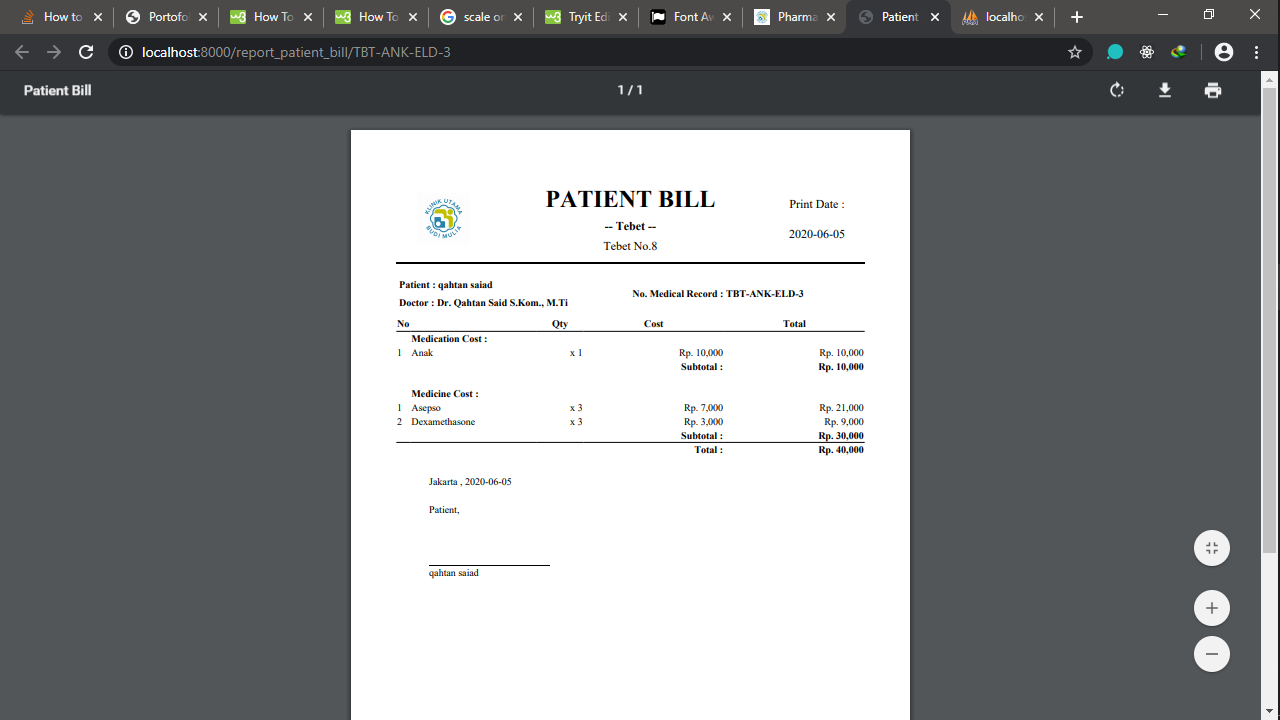 How to
Portofo
How To
How To
scale or
Tryit Edi
Font Aw
Pharma
Patient
localho
localhost:8000/report_patient_bill/TBT-ANK-ELD-3
Patient Bill
1 / 1
KLINIK UTAMA
BUDI MULIA
PATIENT BILL
-- Tebet --
Tebet No.8
Print Date :
2020-06-05
Patient : qahtan saiad
Doctor : Dr. Qahtan Said S.Kom., M.Ti
No. Medical Record : TBT-ANK-ELD-3
No Qty Cost Total
Medication Cost :
1 Anak x 1 Rp. 10,000 Rp. 10,000
Subtotal : Rp. 10,000
Medicine Cost :
1 Asepso x 3 Rp. 7,000 Rp. 21,000
2 Dexamethasone x 3 Rp. 3,000 Rp. 9,000
Subtotal : Rp. 30,000
Total : Rp. 40,000
Jakarta , 2020-06-05
Patient,
qahtan saiad